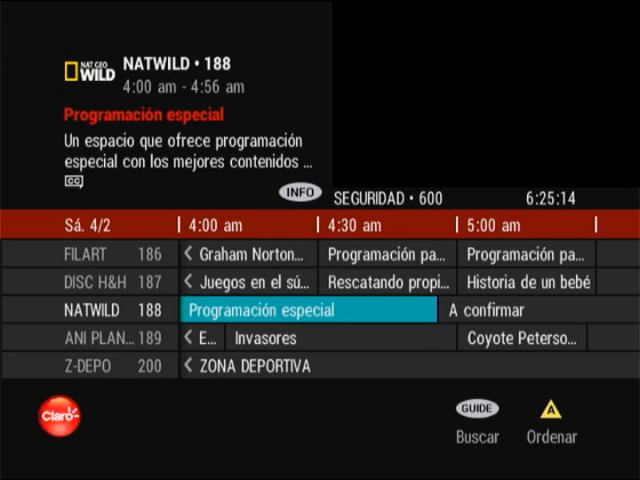 NAT GEO
WILD
NATWILD • 188
4:00 am - 4:56 am
Programación especial
Un espacio que ofrece programación
especial con los mejores contenidos ...
CC
INFO
SEGURIDAD • 600 6:25:14
Sá. 4/2 4:00 am 4:30 am 5:00 am
FILART 186 Graham Norton... Programación pa... Programación pa...
DISC H&H 187 Juegos en el sú... Rescatando propi... Historia de un bebé
NATWILD 188 Programación especial A confirmar
ANI PLAN... 189 E... Invasores Coyote Peterso...
Z-DEPO 200 ZONA DEPORTIVA
Claro
GUIDE A
Buscar Ordenar